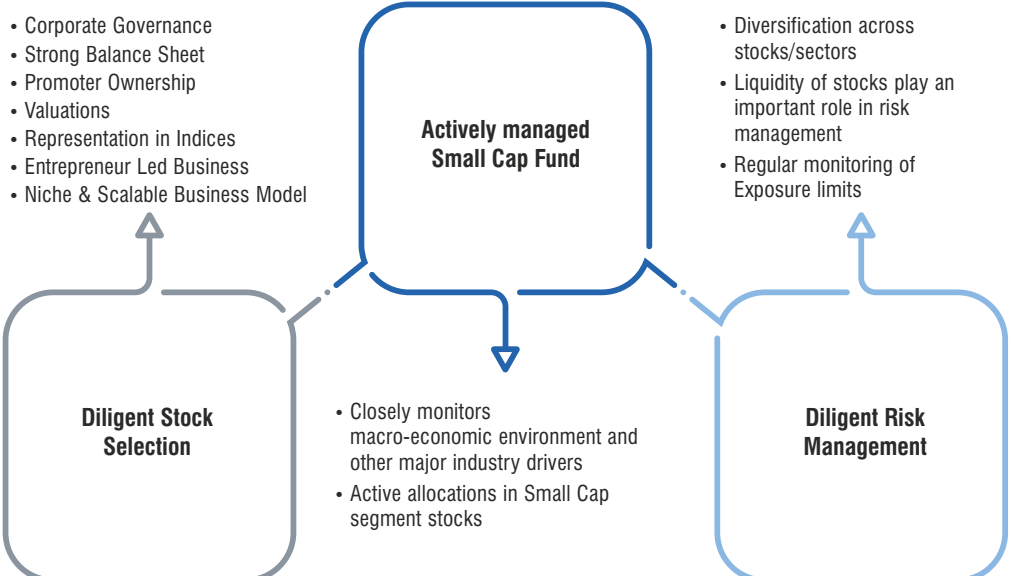 • Corporate Governance
• Strong Balance Sheet
• Promoter Ownership
• Valuations
• Representation in Indices
• Entrepreneur Led Business
• Niche & Scalable Business Model
Actively managed
Small Cap Fund
• Diversification across
stocks/sectors
• Liquidity of stocks play an
important role in risk
management
• Regular monitoring of
Exposure limits
Diligent Stock
Selection
• Closely monitors
macro-economic environment and
other major industry drivers
• Active allocations in Small Cap
segment stocks
Diligent Risk
Management